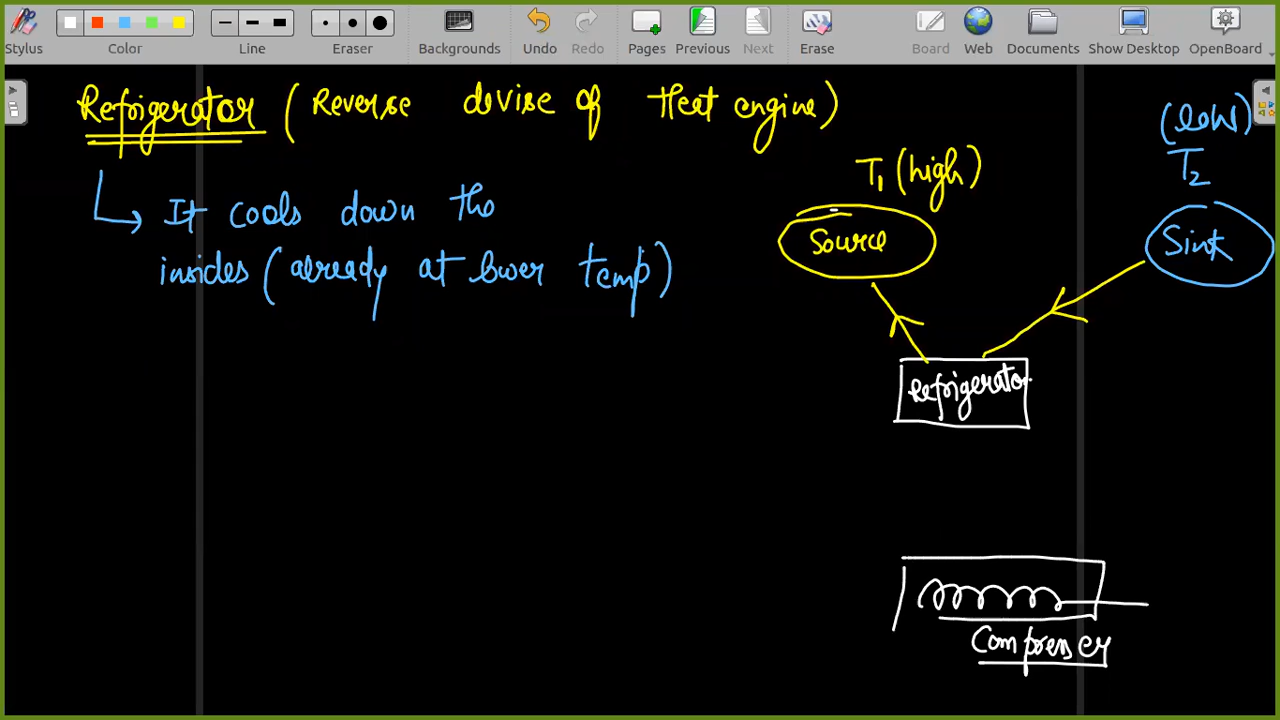 Stylus Color Line Eraser Backgrounds Undo Redo Pages Previous Next Erase Board Web Documents Show Desktop OpenBoard
Refrigerator (Reverse devise of Heat engine)
(low)
T1 (high)
T2
It cools down the
Source
Sink
insides (already at lower temp)
Refrigerator
Compresser